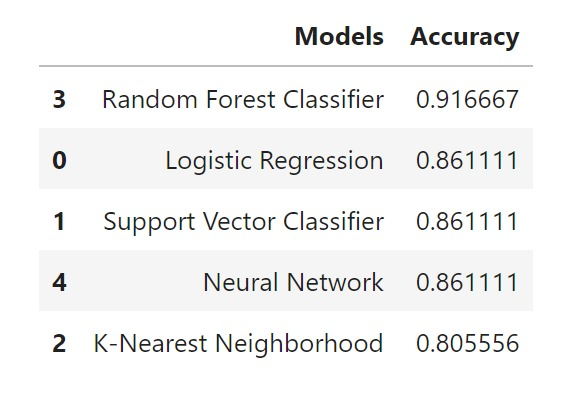 Models Accuracy
3 Random Forest Classifier 0.916667
0 Logistic Regression 0.861111
1 Support Vector Classifier 0.861111
4 Neural Network 0.861111
2 K-Nearest Neighborhood 0.805556